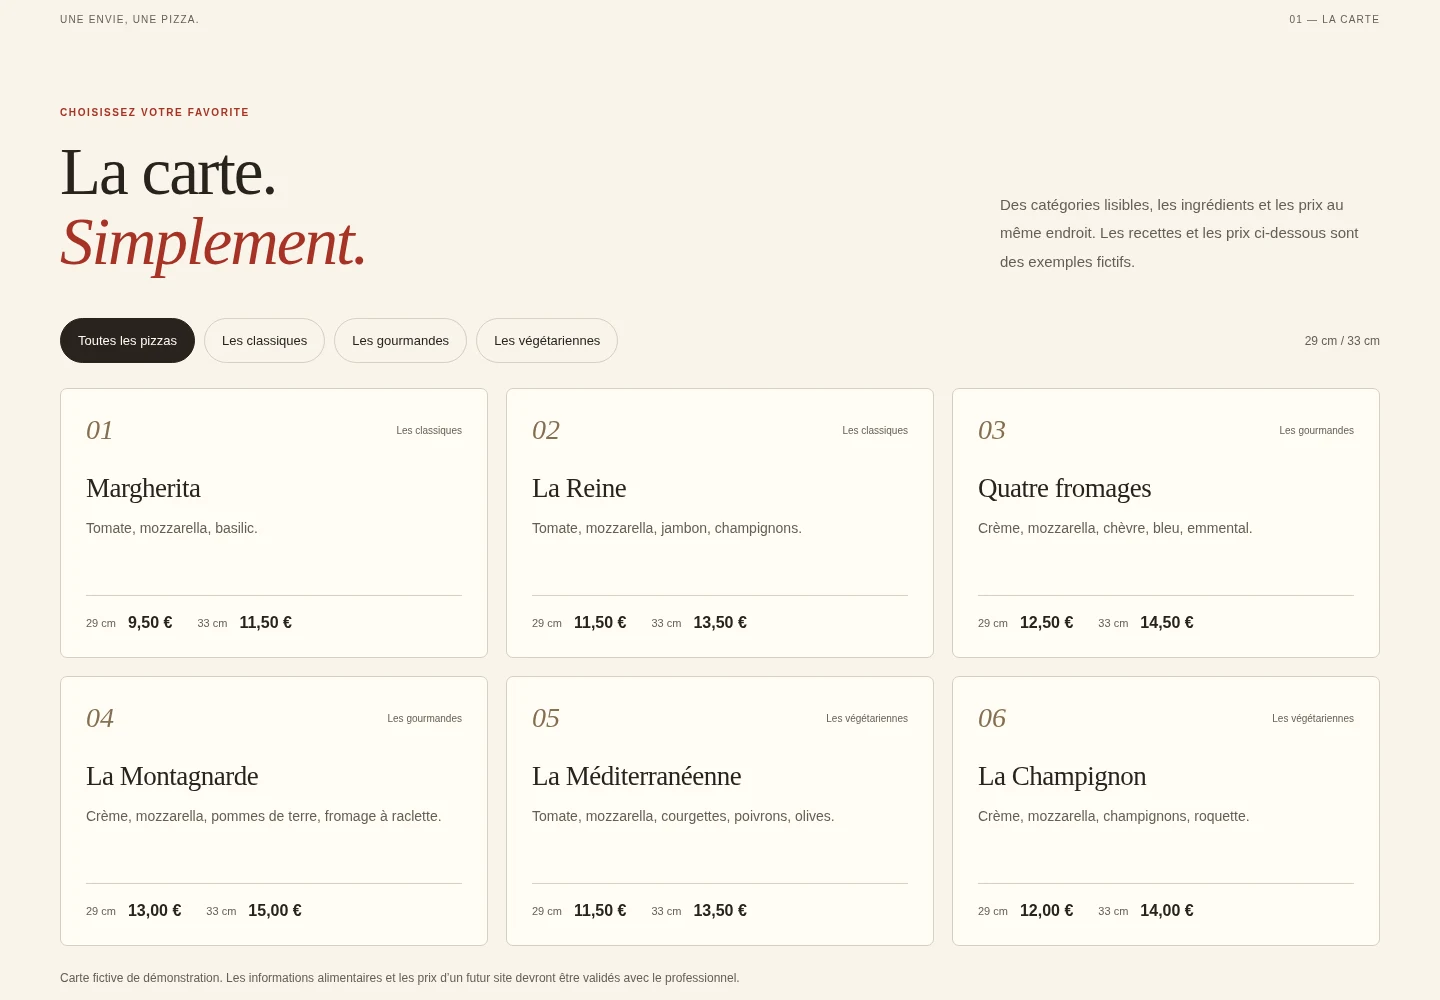 UNE ENVIE, UNE PIZZA.
01 — LA CARTE
CHOISISSEZ VOTRE FAVORITE
La carte.
Simplement.
Des catégories lisibles, les ingrédients et les prix au
même endroit. Les recettes et les prix ci-dessous sont
des exemples fictifs.
Toutes les pizzas
Les classiques
Les gourmandes
Les végétariennes
29 cm / 33 cm
01
Les classiques
Margherita
Tomate, mozzarella, basilic.
29 cm 9,50 € 33 cm 11,50 €
02
Les classiques
La Reine
Tomate, mozzarella, jambon, champignons.
29 cm 11,50 € 33 cm 13,50 €
03
Les gourmandes
Quatre fromages
Crème, mozzarella, chèvre, bleu, emmental.
29 cm 12,50 € 33 cm 14,50 €
04
Les gourmandes
La Montagnarde
Crème, mozzarella, pommes de terre, fromage à raclette.
29 cm 13,00 € 33 cm 15,00 €
05
Les végétariennes
La Méditerranéenne
Tomate, mozzarella, courgettes, poivrons, olives.
29 cm 11,50 € 33 cm 13,50 €
06
Les végétariennes
La Champignon
Crème, mozzarella, champignons, roquette.
29 cm 12,00 € 33 cm 14,00 €
Carte fictive de démonstration. Les informations alimentaires et les prix d’un futur site devront être validés avec le professionnel.